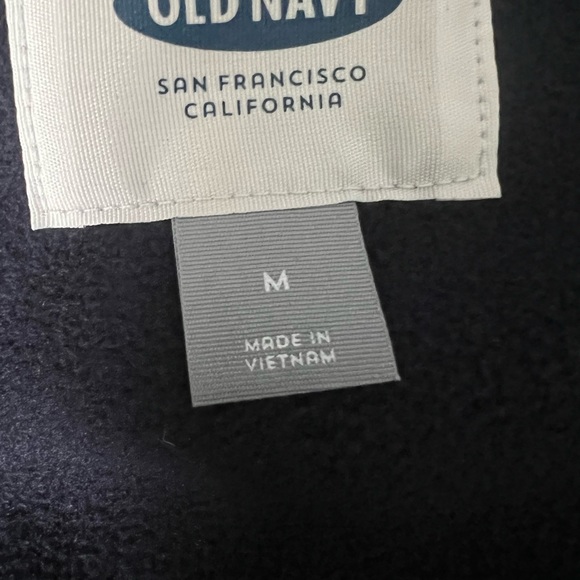 OLD NAVY
SAN FRANCISCO
CALIFORNIA
M
MADE IN
VIETNAM